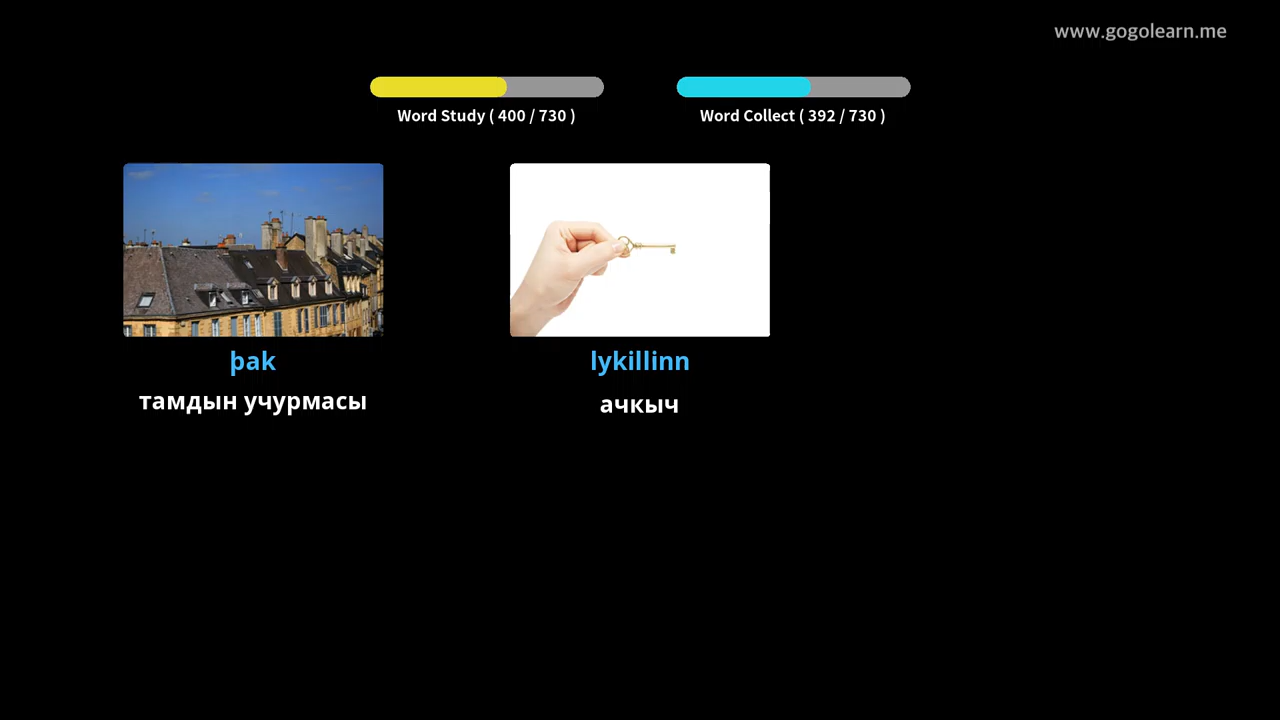 www.gogolearn.me
Word Study ( 400 / 730 )
Word Collect ( 392 / 730 )
þak
тамдын учурмасы
lykillinn
ачкыч